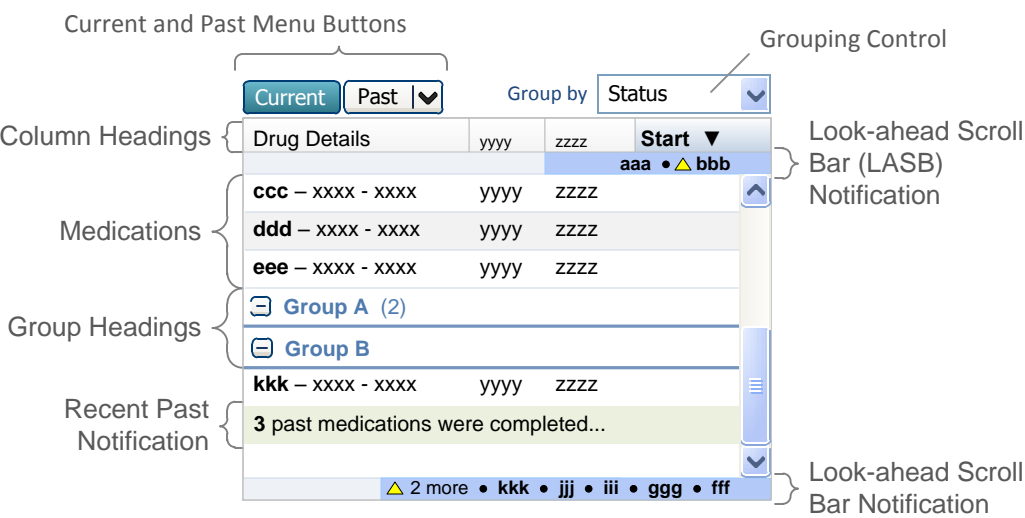 Current and Past Menu Buttons
Grouping Control
Current Past Group by Status
Column Headings
Drug Details yyyy zzzz Start ▼
Look-ahead Scroll
Bar (LASB)
Notification
aaa ● bbb
Medications
ccc – xxxx - xxxx yyyy zzzz
ddd – xxxx - xxxx yyyy zzzz
eee – xxxx - xxxx yyyy zzzz
Group Headings
Group A (2)
Group B
kkk – xxxx - xxxx yyyy zzzz
Recent Past
Notification
3 past medications were completed...
2 more ● kkk ● jjj ● iii ● ggg ● fff
Look-ahead Scroll
Bar Notification